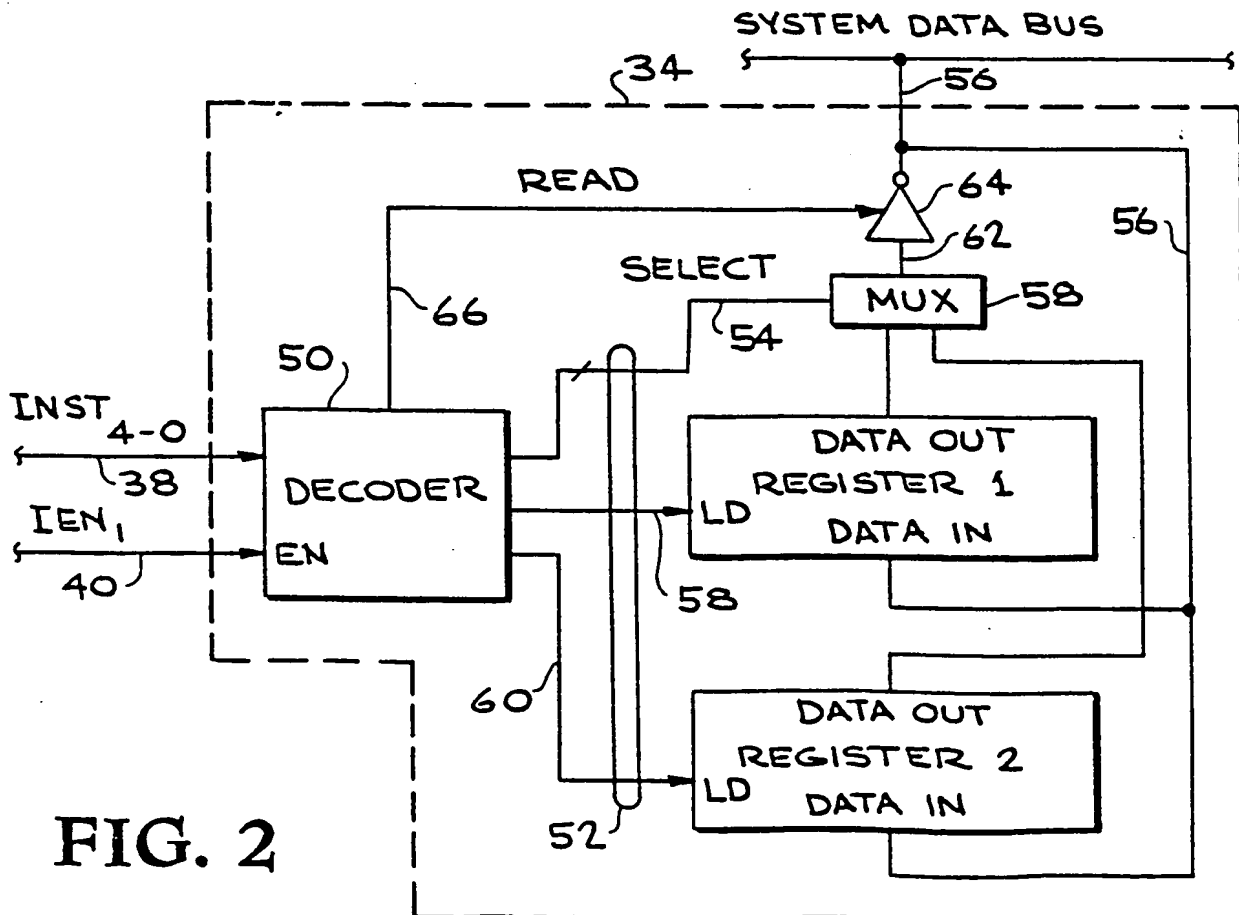 SYSTEM DATA BUS
34
56
READ
64
62
56
SELECT
MUX
58
66
54
50
INST4-0
38
DECODER
DATA OUT
REGISTER 1
LD
DATA IN
IEN1
EN
40
58
60
DATA OUT
REGISTER 2
LD
DATA IN
52
FIG. 2